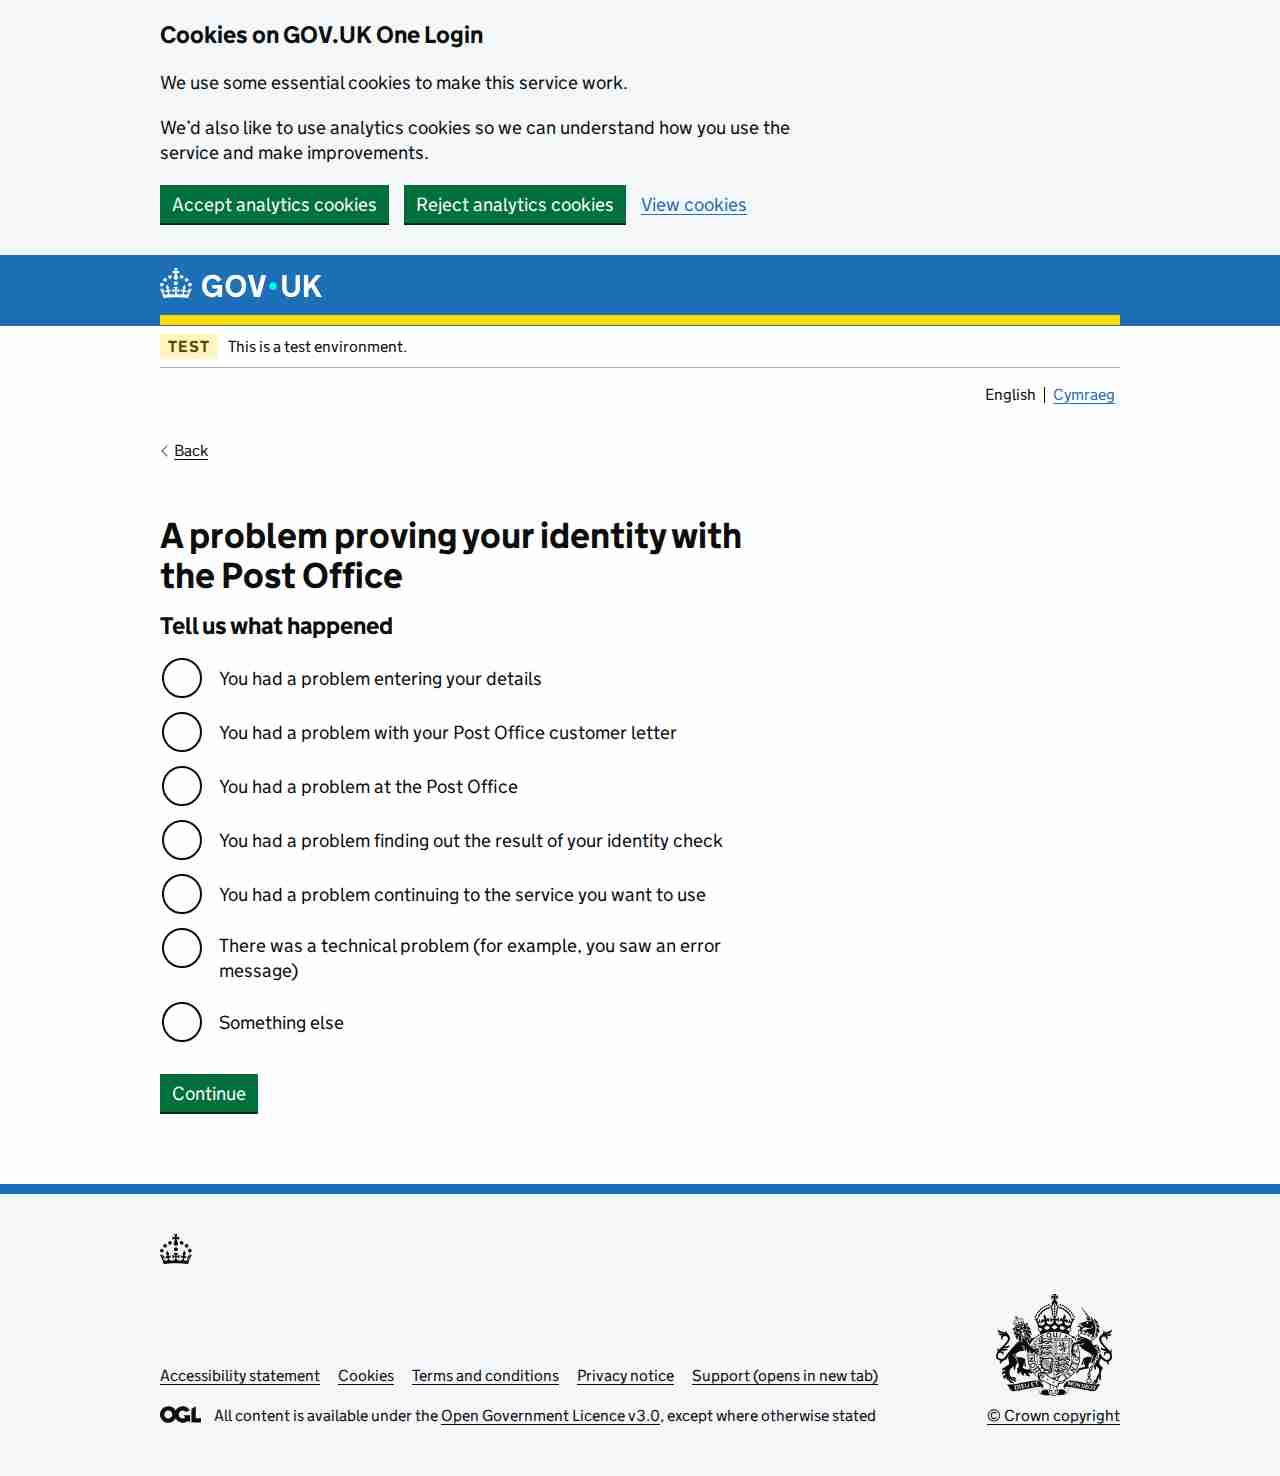 Cookies on GOV.UK One Login
We use some essential cookies to make this service work.
We'd also like to use analytics cookies so we can understand how you use the
service and make improvements.
Accept analytics cookies Reject analytics cookies View cookies
GOV.UK
TEST This is a test environment.
English Cymraeg
Back
A problem proving your identity with
the Post Office
Tell us what happened
You had a problem entering your details
You had a problem with your Post Office customer letter
You had a problem at the Post Office
You had a problem finding out the result of your identity check
You had a problem continuing to the service you want to use
There was a technical problem (for example, you saw an error
message)
Something else
Continue
Accessibility statement Cookies Terms and conditions Privacy notice Support (opens in new tab)
OGL All content is available under the Open Government Licence v3.0, except where otherwise stated
© Crown copyright